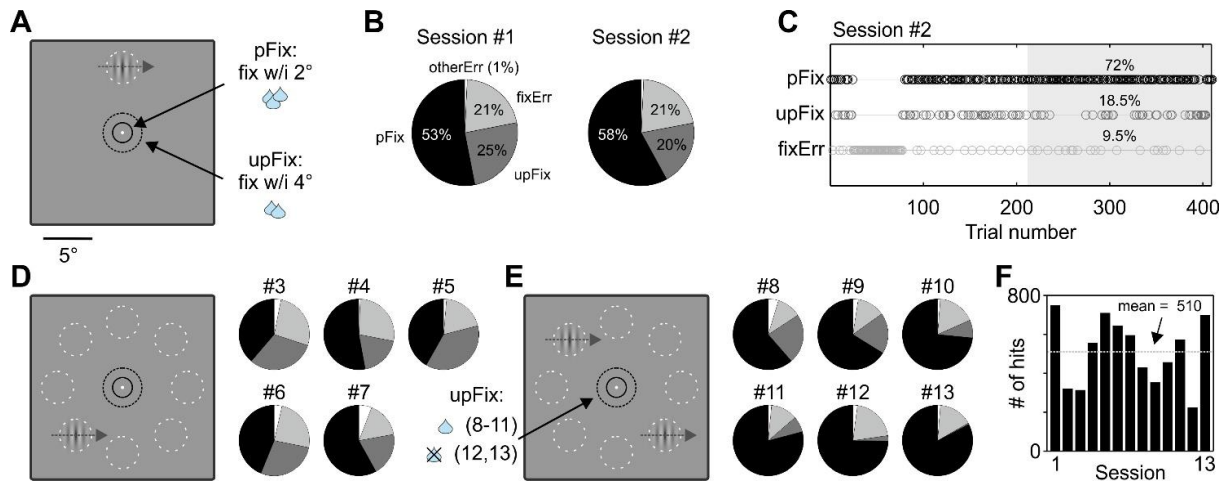 A
pFix:
fix w/i 2°
upFix:
fix w/i 4°
5°
B
Session #1
otherErr (1%)
fixErr
21%
pFix
53%
25%
upFix
Session #2
21%
58%
20%
C
Session #2
pFix
72%
upFix
18.5%
fixErr
9.5%
100
200
300
400
Trial number
D
#3
#4
#5
#6
#7
upFix:
(8-11)
(12,13)
E
#8
#9
#10
#11
#12
#13
F
800
mean = 510
# of hits
0
1
13
Session